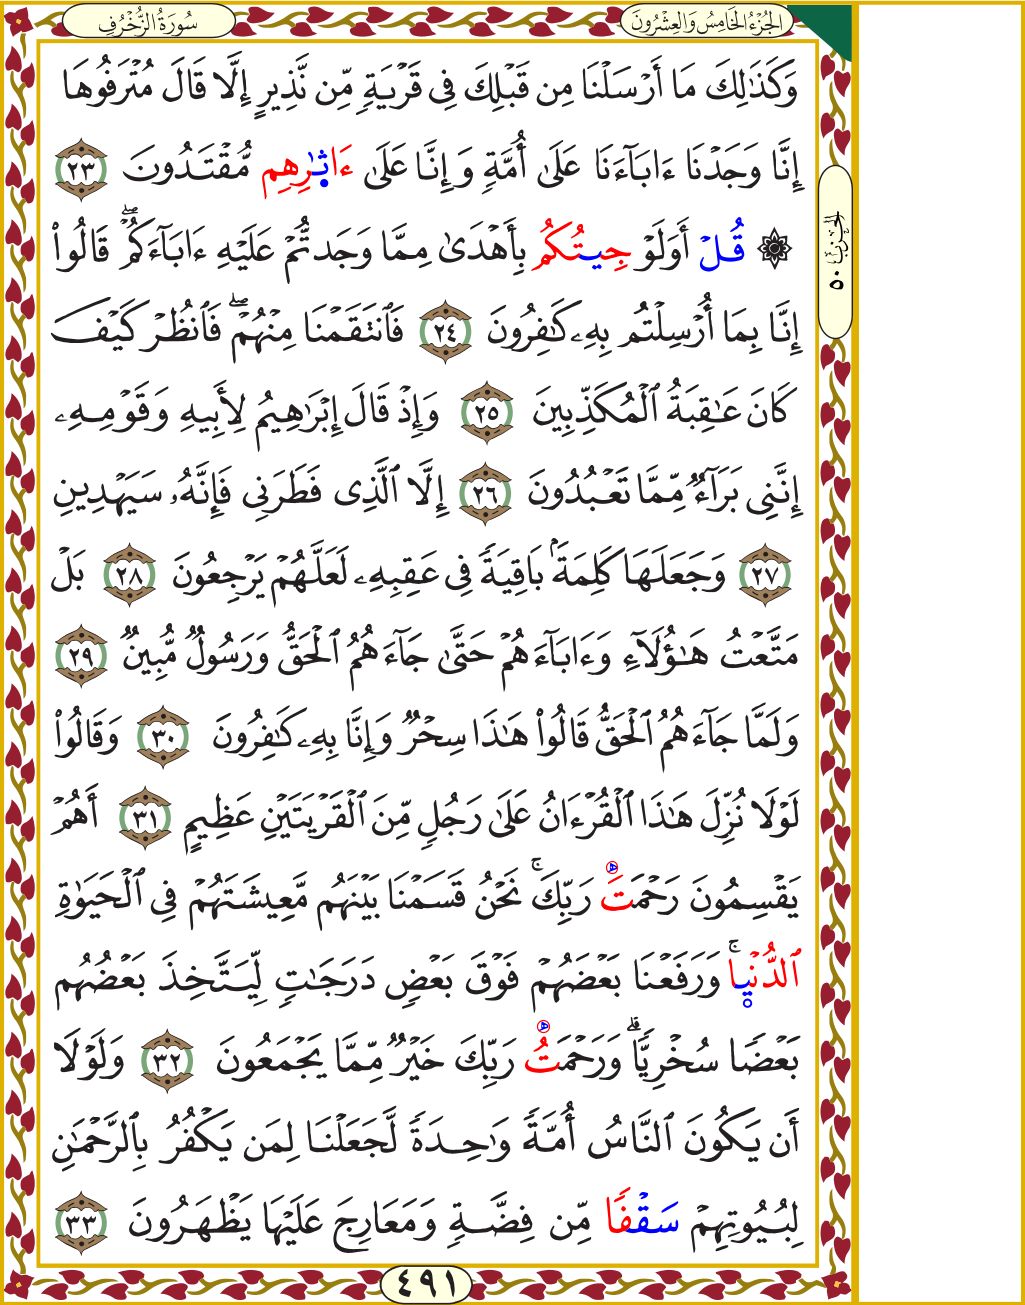 سُورَةُ الزُّخْرُفِ
الجُزْءُ الخَامِسُ وَالعِشْرُونَ
وَكَذَٰلِكَ مَا أَرْسَلْنَا مِن قَبْلِكَ فِى قَرْيَةٍ مِّن نَّذِيرٍ إِلَّا قَالَ مُتْرَفُوهَا
إِنَّا وَجَدْنَا ءَابَآءَنَا عَلَىٰ أُمَّةٍ وَإِنَّا عَلَىٰ ءَاثَٰرِهِم مُّقْتَدُونَ ٢٣
۞ قُلْ أَوَلَوْ جِيتُكُم بِأَهْدَىٰ مِمَّا وَجَدتُّمْ عَلَيْهِ ءَابَآءَكُمْ ۖ قَالُوا۟
إِنَّا بِمَا أُرْسِلْتُم بِهِۦ كَٰفِرُونَ ٢٤ فَٱنتَقَمْنَا مِنْهُمْ ۖ فَٱنظُرْ كَيْفَ
كَانَ عَٰقِبَةُ ٱلْمُكَذِّبِينَ ٢٥ وَإِذْ قَالَ إِبْرَٰهِيمُ لِأَبِيهِ وَقَوْمِهِۦ
إِنَّنِى بَرَآءٌ مِّمَّا تَعْبُدُونَ ٢٦ إِلَّا ٱلَّذِى فَطَرَنِى فَإِنَّهُۥ سَيَهْدِينِ
٢٧ وَجَعَلَهَا كَلِمَةًۢ بَاقِيَةً فِى عَقِبِهِۦ لَعَلَّهُمْ يَرْجِعُونَ ٢٨ بَلْ
مَتَّعْتُ هَٰٓؤُلَآءِ وَءَابَآءَهُمْ حَتَّىٰ جَآءَهُمُ ٱلْحَقُّ وَرَسُولٌ مُّبِينٌ ٢٩
وَلَمَّا جَآءَهُمُ ٱلْحَقُّ قَالُوا۟ هَٰذَا سِحْرٌ وَإِنَّا بِهِۦ كَٰفِرُونَ ٣٠ وَقَالُوا۟
لَوْلَا نُزِّلَ هَٰذَا ٱلْقُرْءَانُ عَلَىٰ رَجُلٍ مِّنَ ٱلْقَرْيَتَيْنِ عَظِيمٍ ٣١ أَهُمْ
يَقْسِمُونَ رَحْمَتَ رَبِّكَ ۚ نَحْنُ قَسَمْنَا بَيْنَهُم مَّعِيشَتَهُمْ فِى ٱلْحَيَوٰةِ
ٱلدُّنْيَا ۚ وَرَفَعْنَا بَعْضَهُمْ فَوْقَ بَعْضٍ دَرَجَٰتٍ لِّيَتَّخِذَ بَعْضُهُم
بَعْضًا سُخْرِيًّا ۗ وَرَحْمَتُ رَبِّكَ خَيْرٌ مِّمَّا يَجْمَعُونَ ٣٢ وَلَوْلَا
أَن يَكُونَ ٱلنَّاسُ أُمَّةً وَٰحِدَةً لَّجَعَلْنَا لِمَن يَكْفُرُ بِٱلرَّحْمَٰنِ
لِبُيُوتِهِمْ سَقْفًا مِّن فِضَّةٍ وَمَعَارِجَ عَلَيْهَا يَظْهَرُونَ ٣٣
الحزب ٥٠
٤٩١